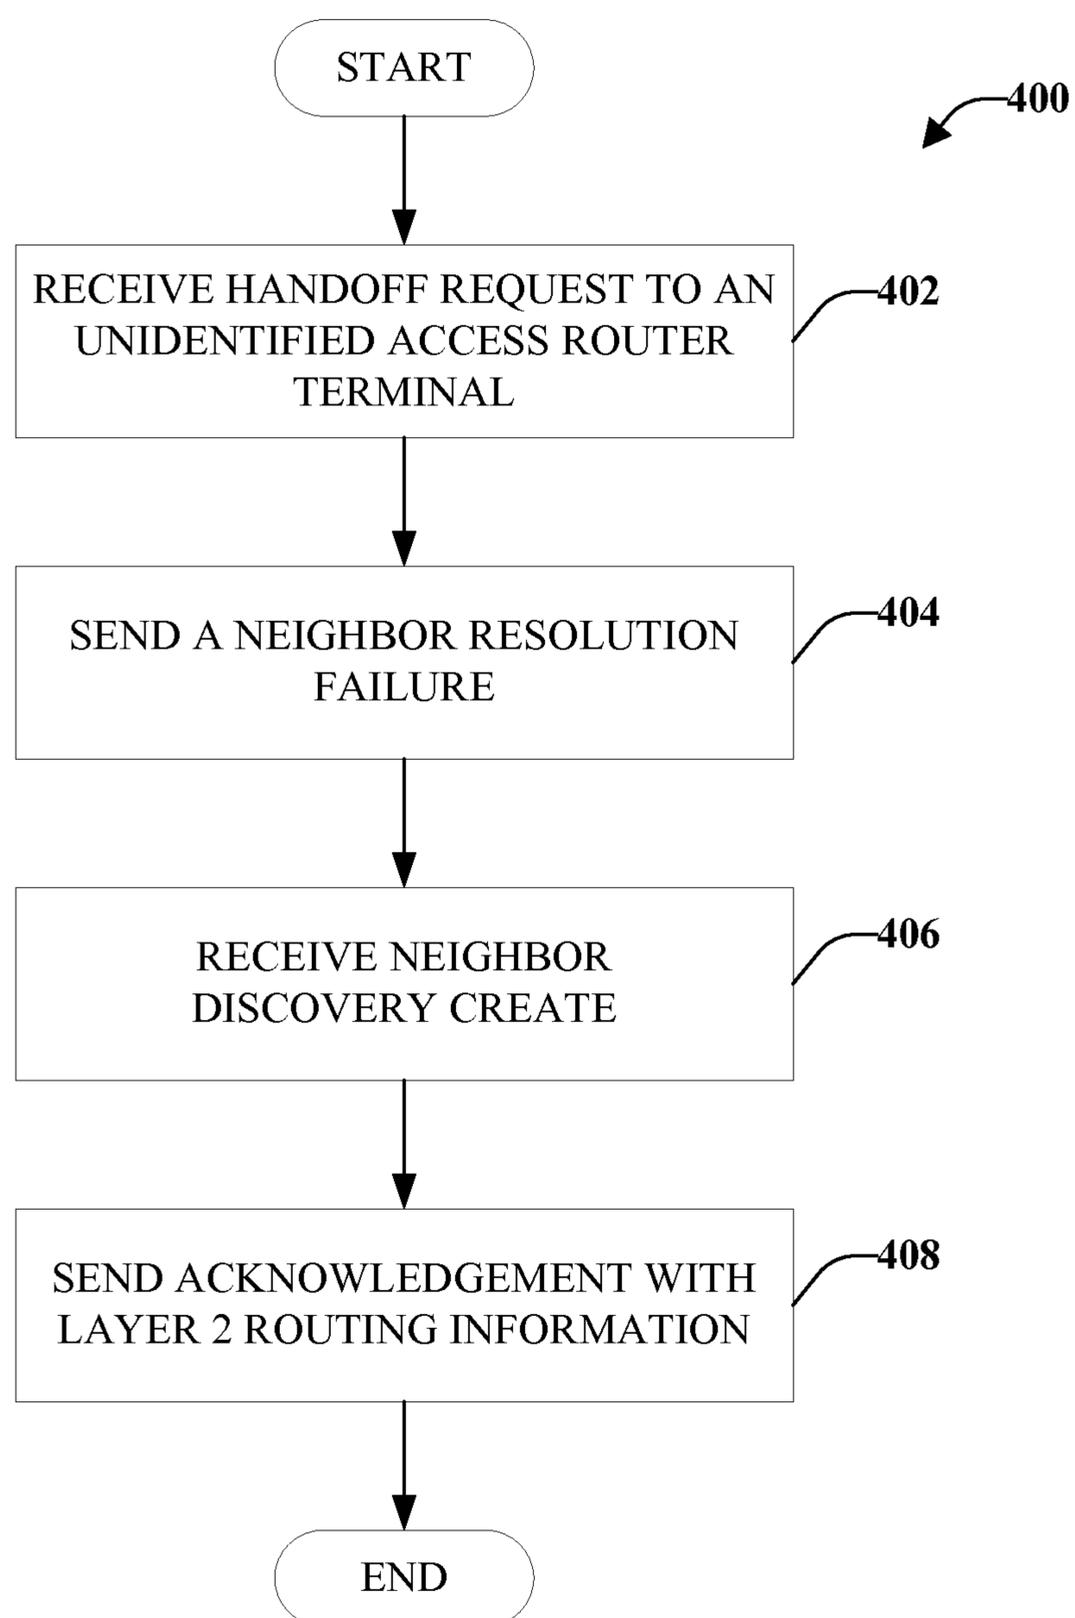 START
400
RECEIVE HANDOFF REQUEST TO AN
UNIDENTIFIED ACCESS ROUTER
TERMINAL
402
SEND A NEIGHBOR RESOLUTION
FAILURE
404
RECEIVE NEIGHBOR
DISCOVERY CREATE
406
SEND ACKNOWLEDGEMENT WITH
LAYER 2 ROUTING INFORMATION
408
END